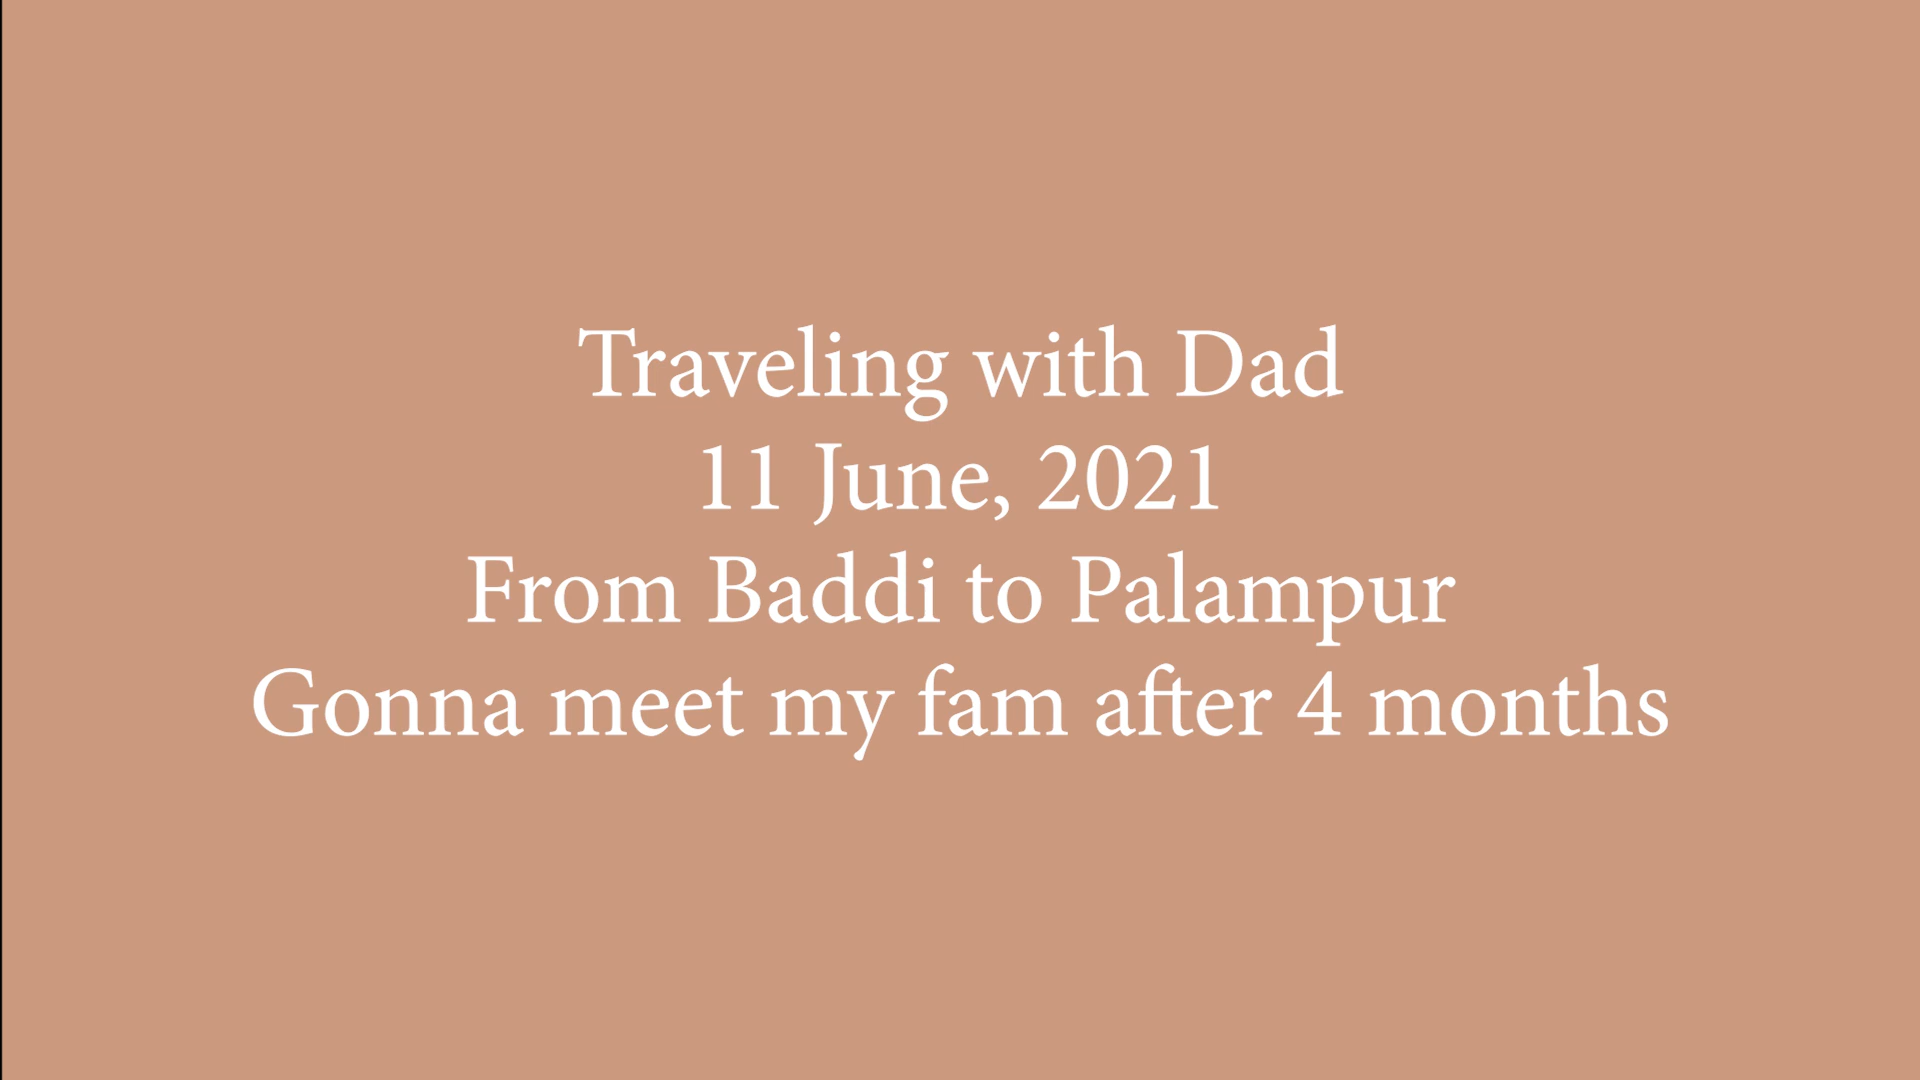 Traveling with Dad
11 June, 2021
From Baddi to Palampur
Gonna meet my fam after 4 months